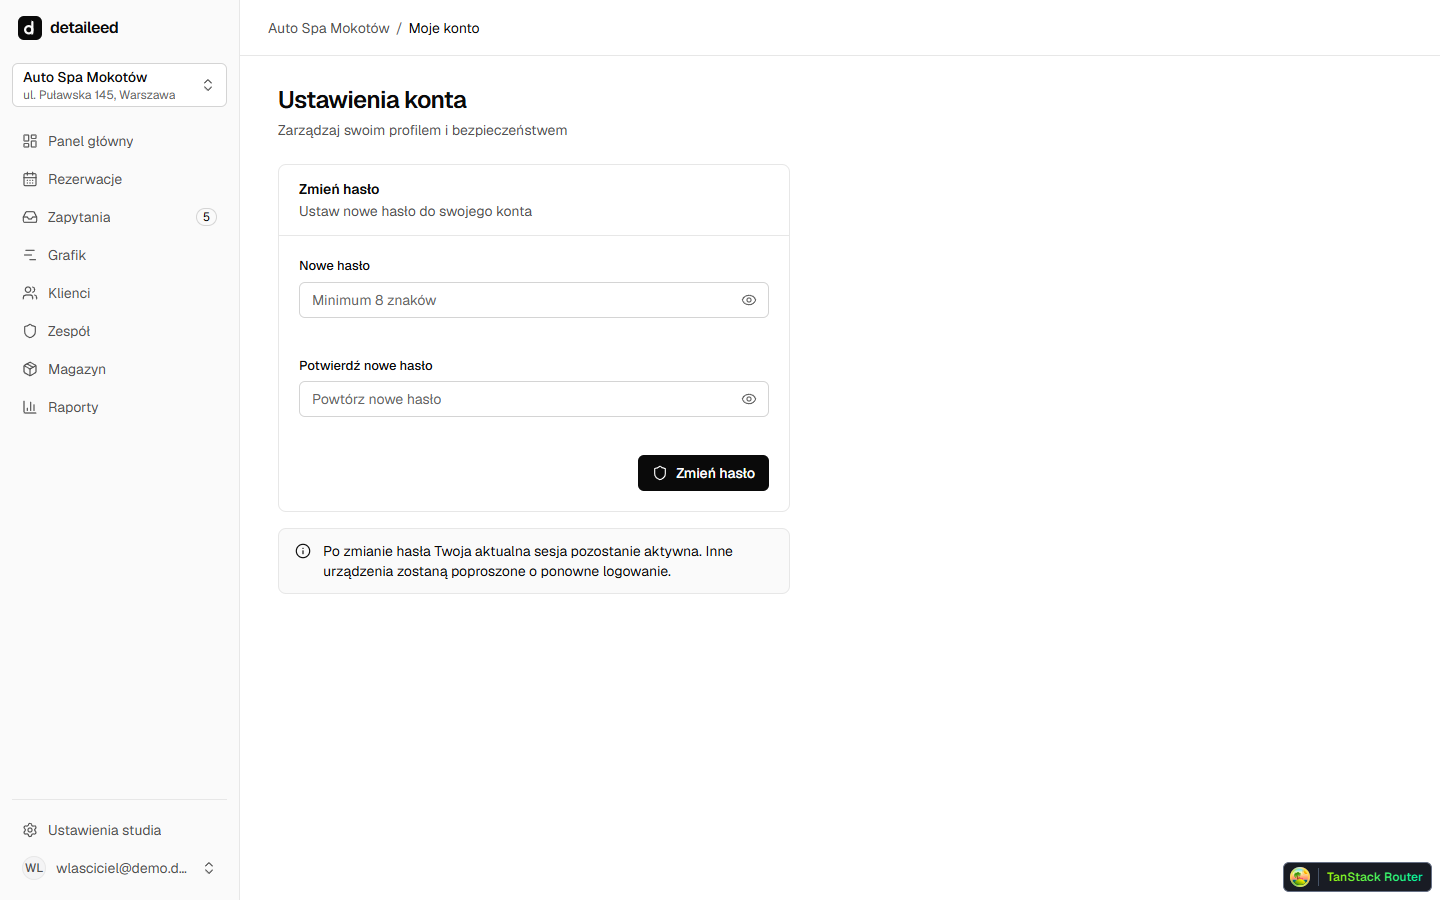 detaileed
Auto Spa Mokotów
ul. Puławska 145, Warszawa
Panel główny
Rezerwacje
Zapytania 5
Grafik
Klienci
Zespół
Magazyn
Raporty
Ustawienia studia
WL wlasciciel@demo.d...
Auto Spa Mokotów / Moje konto
Ustawienia konta
Zarządzaj swoim profilem i bezpieczeństwem
Zmień hasło
Ustaw nowe hasło do swojego konta
Nowe hasło
Minimum 8 znaków
Potwierdź nowe hasło
Powtórz nowe hasło
Zmień hasło
Po zmianie hasła Twoja aktualna sesja pozostanie aktywna. Inne
urządzenia zostaną poproszone o ponowne logowanie.
TanStack Router